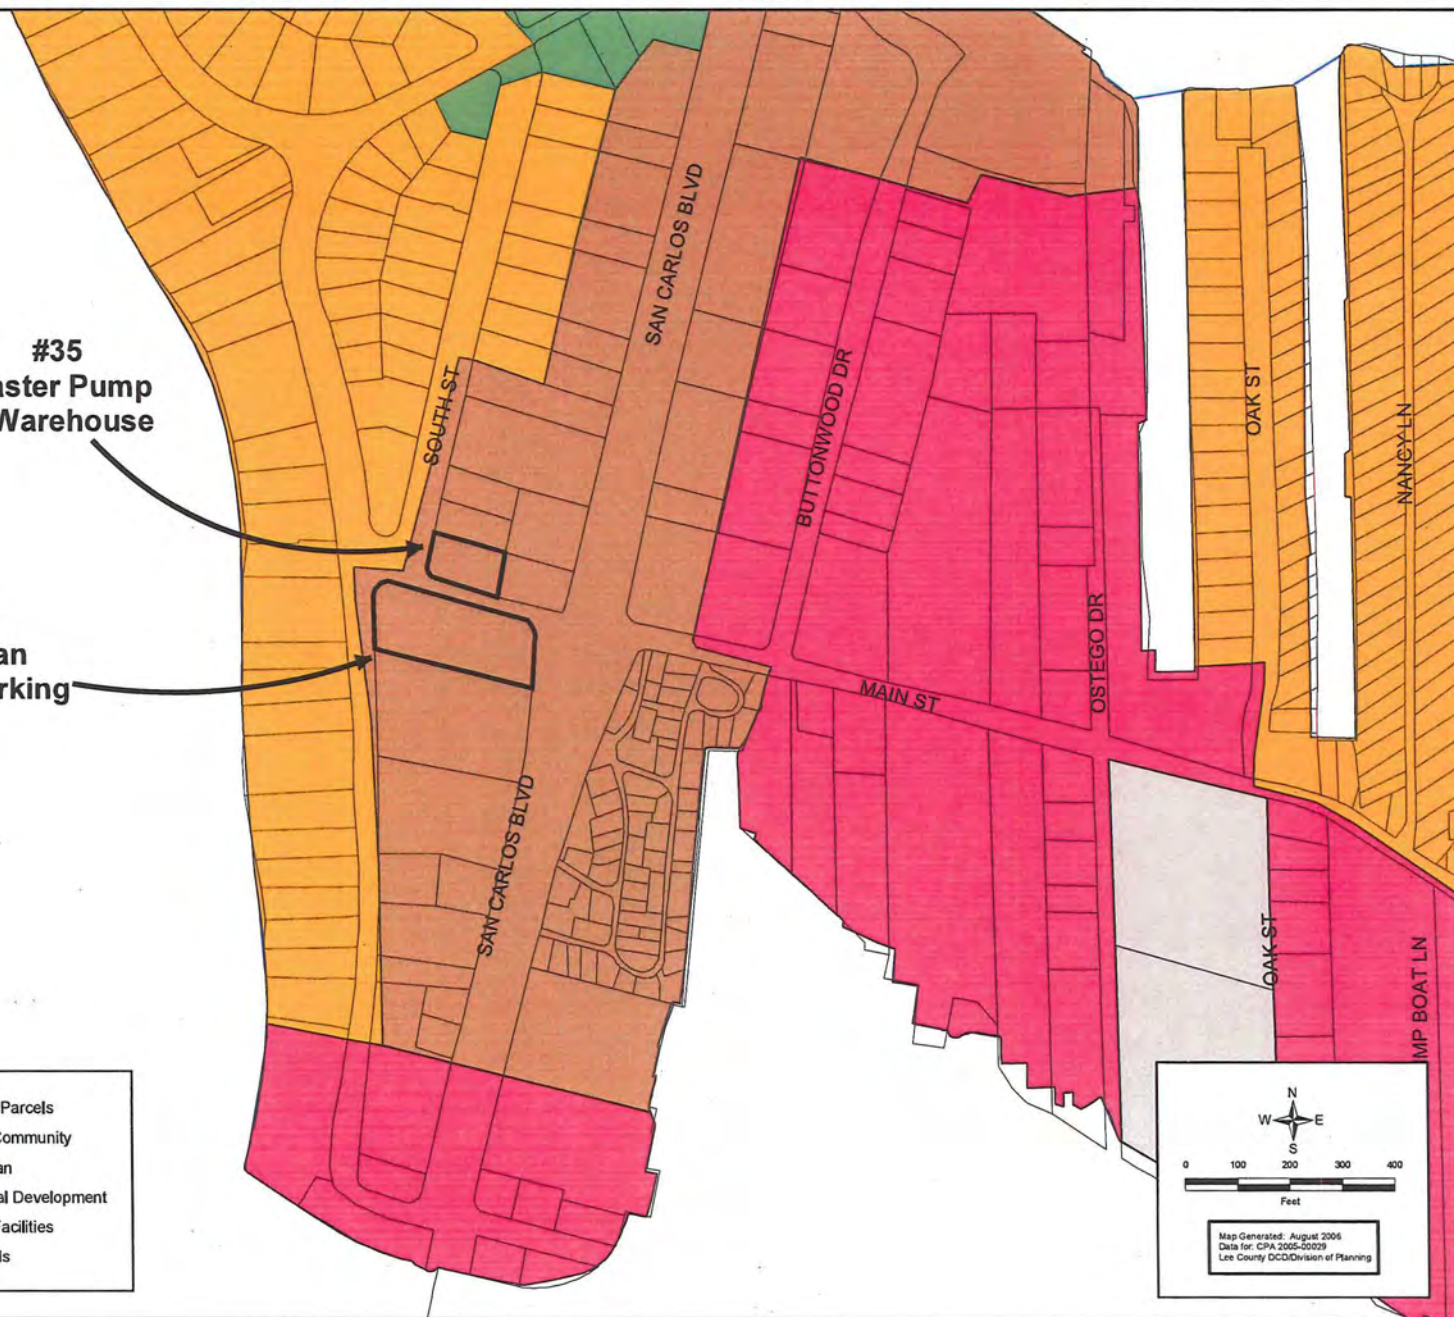 #35
aster Pump
Warehouse
an
rking
SOUTH ST
SAN CARLOS BLVD
BUTTONWOOD DR
OAK ST
NANCY LN
OSTEGO DR
MAIN ST
SAN CARLOS BLVD
OAK ST
MP BOAT LN
Parcels
Community
an
al Development
Facilities
ls
N
W E
S
0 100 200 300 400
Feet
Map Generated: August 2006
Data for: CPA 2005-00029
Lee County DCD/Division of Planning